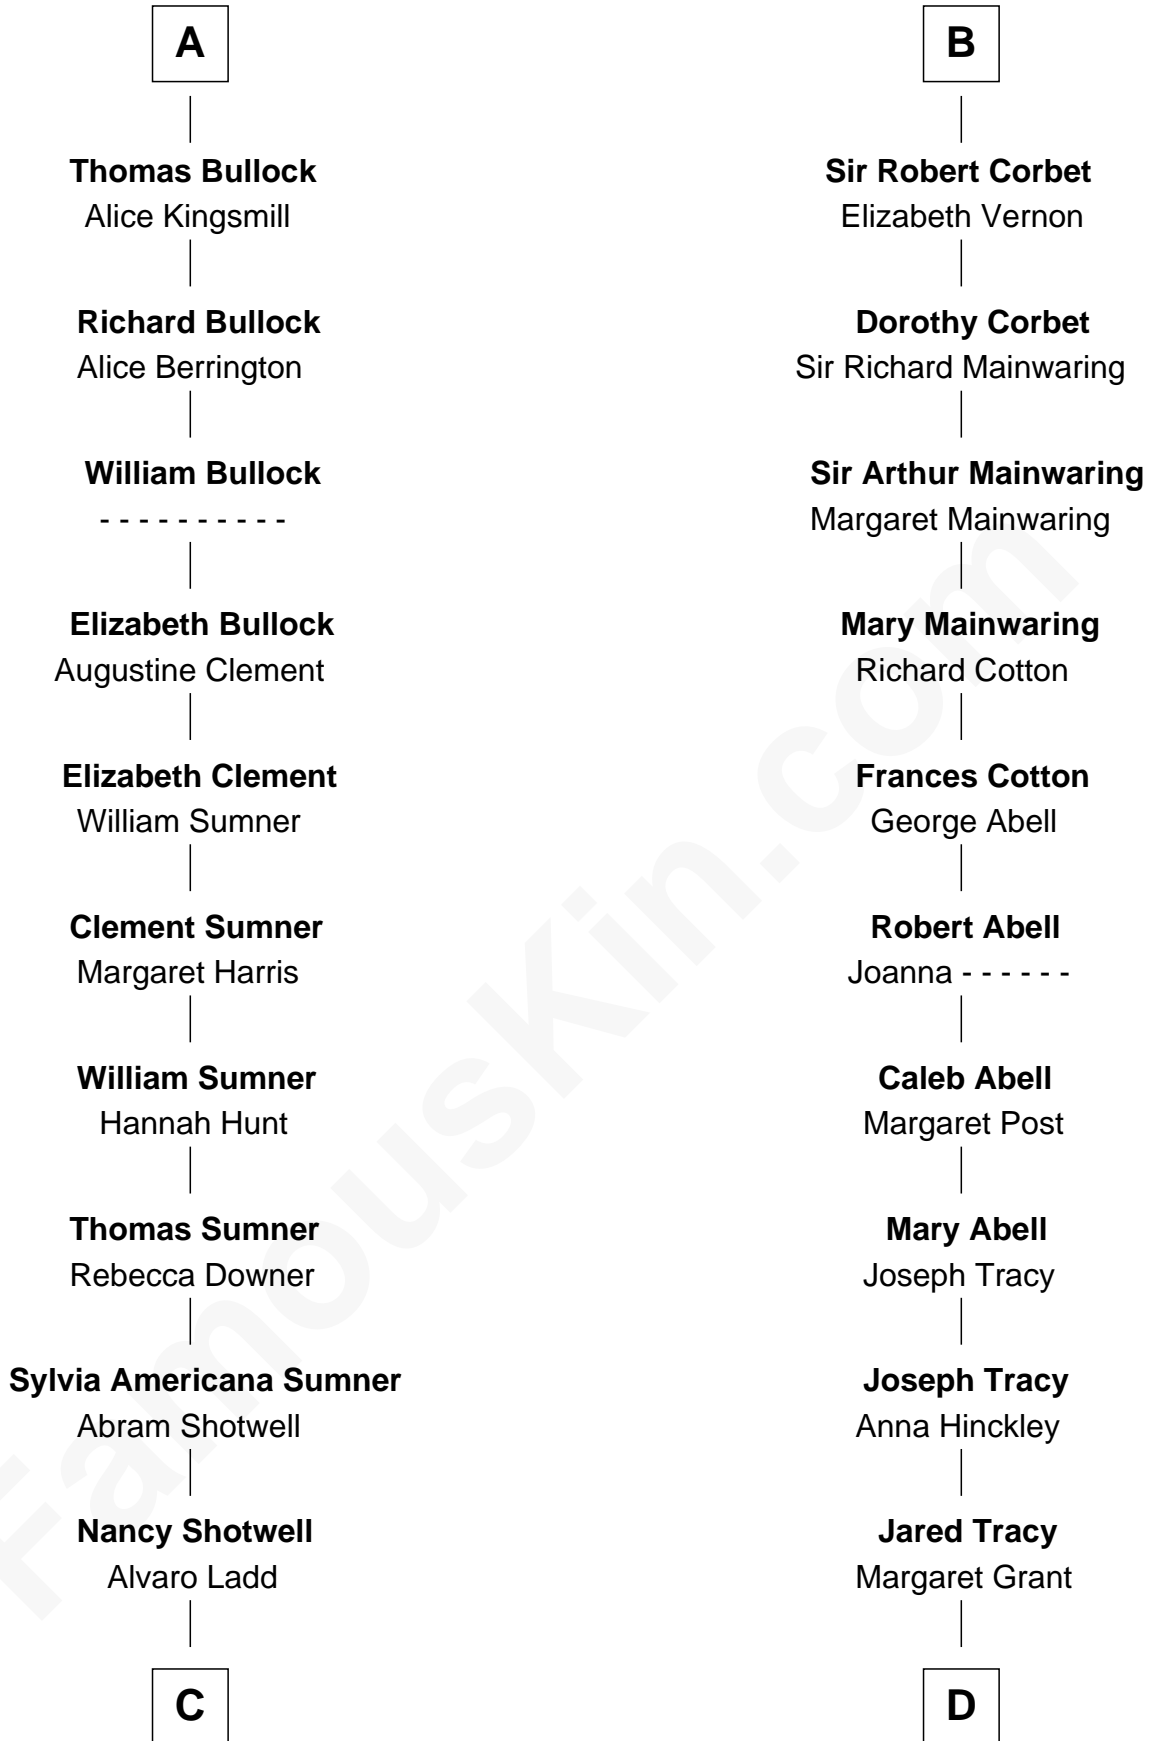 A
Thomas Bullock
Alice Kingsmill
Richard Bullock
Alice Berrington
William Bullock
- - - - - - - - - -
Elizabeth Bullock
Augustine Clement
Elizabeth Clement
William Sumner
Clement Sumner
Margaret Harris
William Sumner
Hannah Hunt
Thomas Sumner
Rebecca Downer
Sylvia Americana Sumner
Abram Shotwell
Nancy Shotwell
Alvaro Ladd
C
B
Sir Robert Corbet
Elizabeth Vernon
Dorothy Corbet
Sir Richard Mainwaring
Sir Arthur Mainwaring
Margaret Mainwaring
Mary Mainwaring
Richard Cotton
Frances Cotton
George Abell
Robert Abell
Joanna - - - - - -
Caleb Abell
Margaret Post
Mary Abell
Joseph Tracy
Joseph Tracy
Anna Hinckley
Jared Tracy
Margaret Grant
D
FamousKin.com